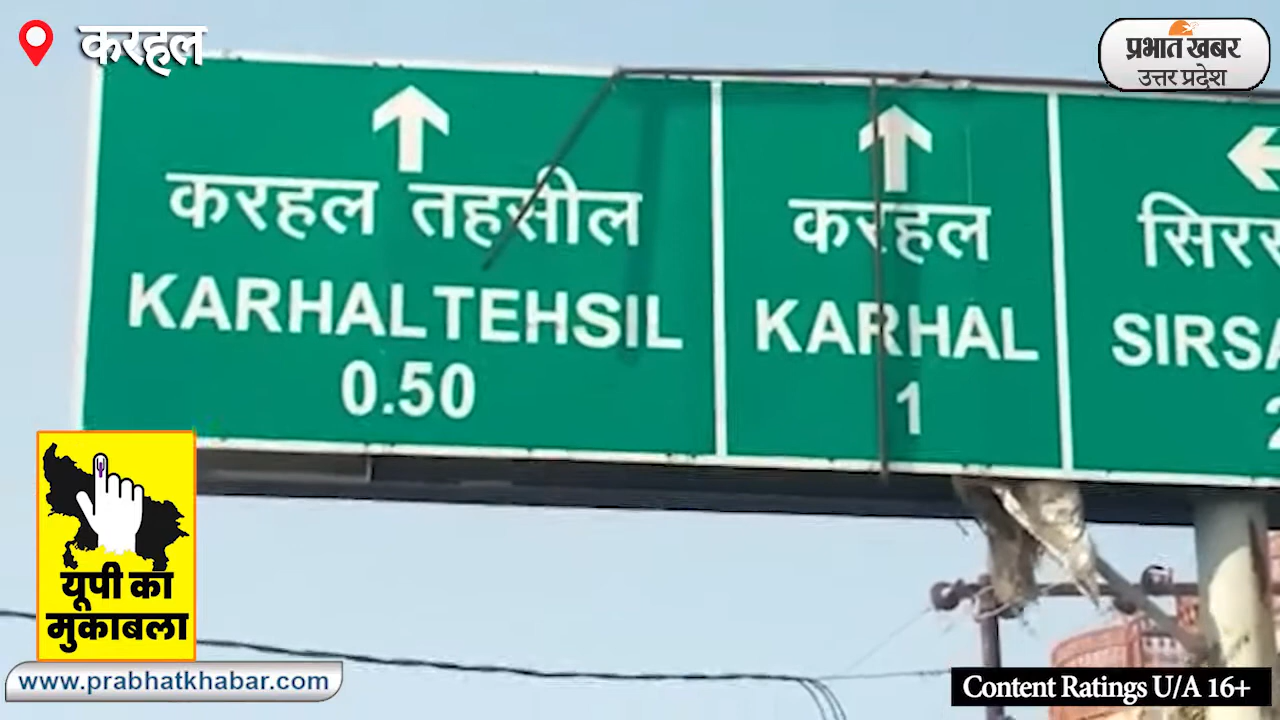 करहल
प्रभात खबर
उत्तर प्रदेश
करहल तहसील
KARHAL TEHSIL
0.50
करहल
KARHAL
1
यूपी का
मुकाबला
www.prabhatkhabar.com
Content Ratings U/A 16+